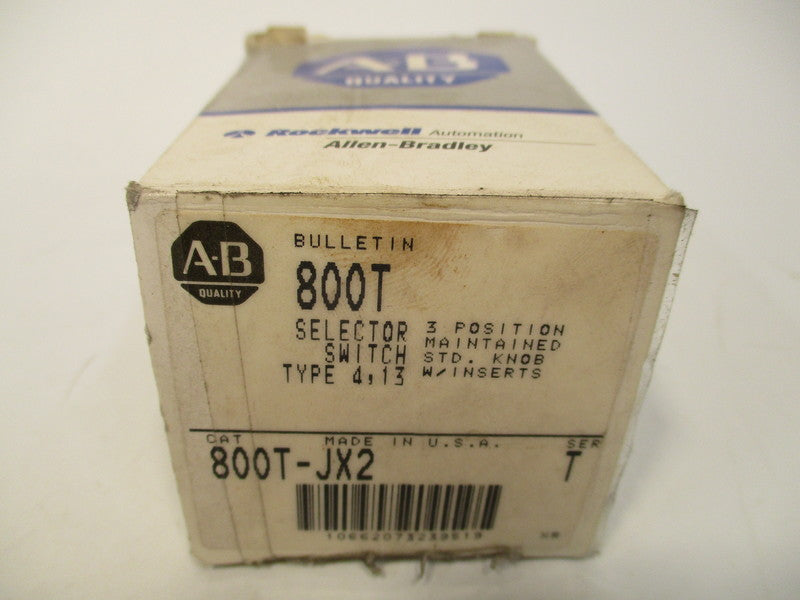 A-B
QUALITY
Rockwell Automation
Allen-Bradley
A-B
QUALITY
BULLETIN
800T
SELECTOR 3 POSITION
SWITCH MAINTAINED
TYPE 4,13 STD. KNOB
W/INSERTS
CAT MADE IN U.S.A. SER
800T-JX2 T
10662073239519